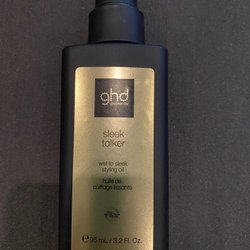 ghd
sleek
talker
wet to sleek
styling oil
huile de
coiffage lissante
℮ 95 ml / 3.2 Fl. Oz.